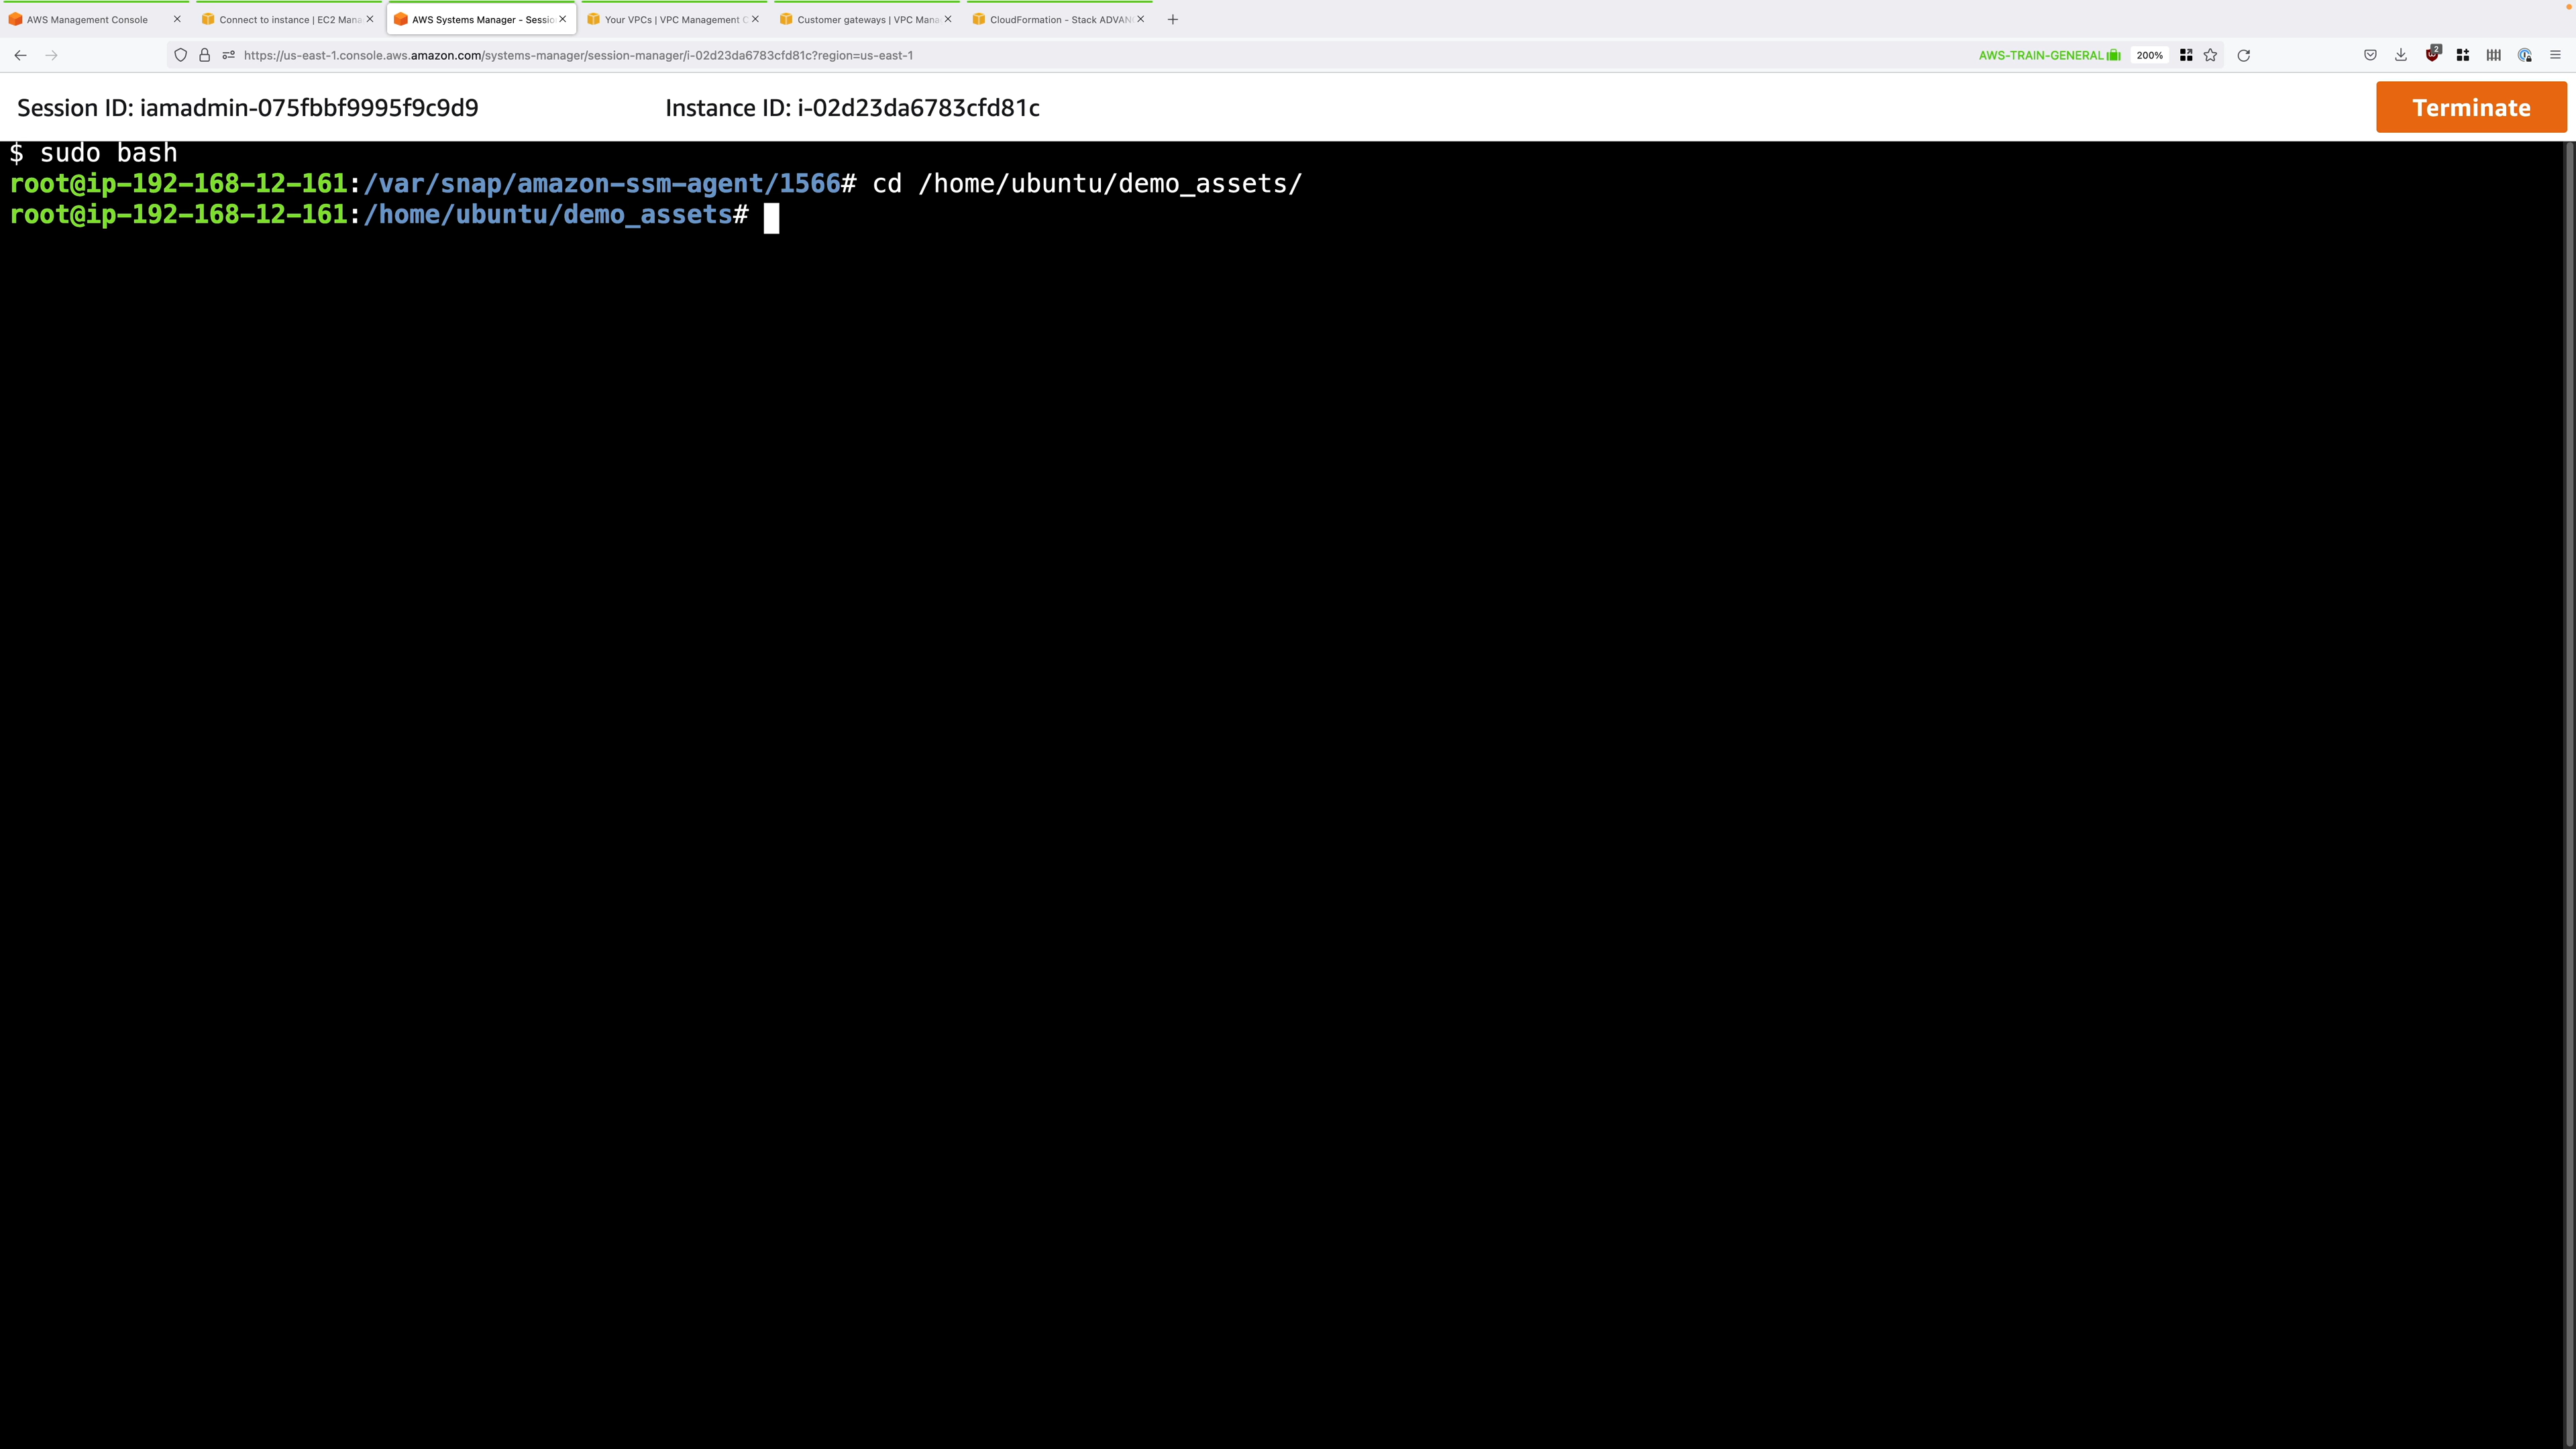 AWS Management Console
Connect to instance | EC2 Mana
AWS Systems Manager - Sessio
Your VPCs | VPC Management C
Customer gateways | VPC Mana
CloudFormation - Stack ADVAN
https://us-east-1.console.aws.amazon.com/systems-manager/session-manager/i-02d23da6783cfd81c?region=us-east-1
AWS-TRAIN-GENERAL
200%
2
Session ID: iamadmin-075fbbf9995f9c9d9
Instance ID: i-02d23da6783cfd81c
Terminate
$ sudo bash
root@ip-192-168-12-161:/var/snap/amazon-ssm-agent/1566# cd /home/ubuntu/demo_assets/
root@ip-192-168-12-161:/home/ubuntu/demo_assets#